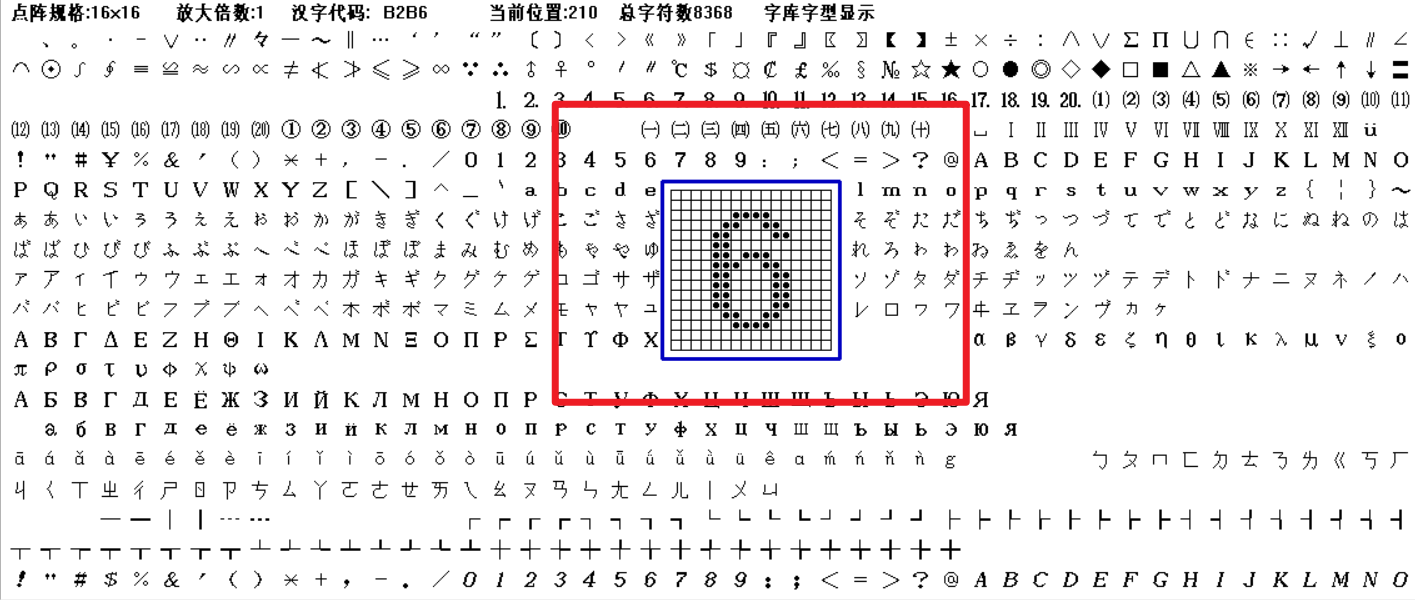 点阵规格:16×16 放大倍数:1 汉字代码: B2B6 当前位置:210 总字符数8368 字库字型显示
、 。 · ˉ ∨ ¨ 〃 々 — ~ ‖ … ‘ ’ “ ” 〔 〕 〈 〉 《 》 「 」 『 』 〖 〗 【 】 ± × ÷ ∶ ∧ ∨ ∑ ∏ ∪ ∩ ∈ ∷ √ ⊥ ∥ ∠
⌒ ⊙ ∫ ∮ ≡ ≌ ≈ ∽ ∝ ≠ ≮ ≯ ≤ ≥ ∞ ∵ ∴ ♂ ♀ ° ′ ″ ℃ $ ¤ ₵ £ ‰ § № ☆ ★ ○ ● ◎ ◇ ◆ □ ■ △ ▲ ※ → ← ↑ ↓ 〓
1. 2. 3. 4. 5. 6. 7. 8. 9. 10. 11. 12. 13. 14. 15. 16. 17. 18. 19. 20. (1) (2) (3) (4) (5) (6) (7) (8) (9) (10) (11)
(12) (13) (14) (15) (16) (17) (18) (19) (20) ① ② ③ ④ ⑤ ⑥ ⑦ ⑧ ⑨ ⑩ ㈠ ㈡ ㈢ ㈣ ㈤ ㈥ ㈦ ㈧ ㈨ ㈩ Ⅰ Ⅱ Ⅲ Ⅳ Ⅴ Ⅵ Ⅶ Ⅷ Ⅸ Ⅹ Ⅺ Ⅻ ü
! " # ¥ % & ′ ( ) * + , - . / 0 1 2 3 4 5 6 7 8 9 : ; < = > ? @ A B C D E F G H I J K L M N O
P Q R S T U V W X Y Z [ \ ] ^ _ ` a b c d e l m n o p q r s t u v w x y z { ¦ } ~
ぁ あ ぃ い ぅ う ぇ え ぉ お か が き ぎ く ぐ け げ こ ご さ ざ 6 そ ぞ た だ ち ぢ っ つ づ て で と ど な に ぬ ね の は
ば ぱ ひ び ぴ ふ ぶ ぷ へ べ ぺ ほ ぼ ぽ ま み む め も ゃ や ゅ れ ろ ゎ わ ゐ ゑ を ん
ァ ア ィ イ ゥ ウ ェ エ ォ オ カ ガ キ ギ ク グ ケ ゲ コ ゴ サ ザ ソ ゾ タ ダ チ ヂ ッ ツ ヅ テ デ ト ド ナ ニ ヌ ネ ノ ハ
バ パ ヒ ビ ピ フ ブ プ ヘ ベ ペ ホ ボ ポ マ ミ ム メ モ ャ ヤ ュ レ ロ ヮ ワ ヰ ヱ ヲ ン ヴ ヵ ヶ
Α Β Γ Δ Ε Ζ Η Θ Ι Κ Λ Μ Ν Ξ Ο Π Ρ Σ Τ Υ Φ Χ α β γ δ ε ζ η θ ι κ λ μ ν ξ ο
π ρ σ τ υ φ χ ψ ω
А Б В Г Д Е Ё Ж З И Й К Л М Н О П Р С Т У Ф Х Ц Ч Ш Щ Ъ Ы Ь Э Ю Я
а б в г д е ё ж з и й к л м н о п р с т у ф х ц ч ш щ ъ ы ь э ю я
ā á ǎ à ē é ě è ī í ǐ ì ō ó ǒ ò ū ú ǔ ù ǖ ǘ ǚ ǜ ü ê ɑ ḿ ń ň ǹ ɡ ㄅ ㄆ ㄇ ㄈ ㄉ ㄊ ㄋ ㄌ ㄍ ㄎ ㄏ
ㄐ ㄑ ㄒ ㄓ ㄔ ㄕ ㄖ ㄗ ㄘ ㄙ ㄚ ㄛ ㄜ ㄝ ㄞ ㄟ ㄠ ㄡ ㄢ ㄣ ㄤ ㄥ ㄦ ㄧ ㄨ ㄩ
! " # $ % & ′ ( ) * + , - . / 0 1 2 3 4 5 6 7 8 9 : ; < = > ? @ A B C D E F G H I J K L M N O